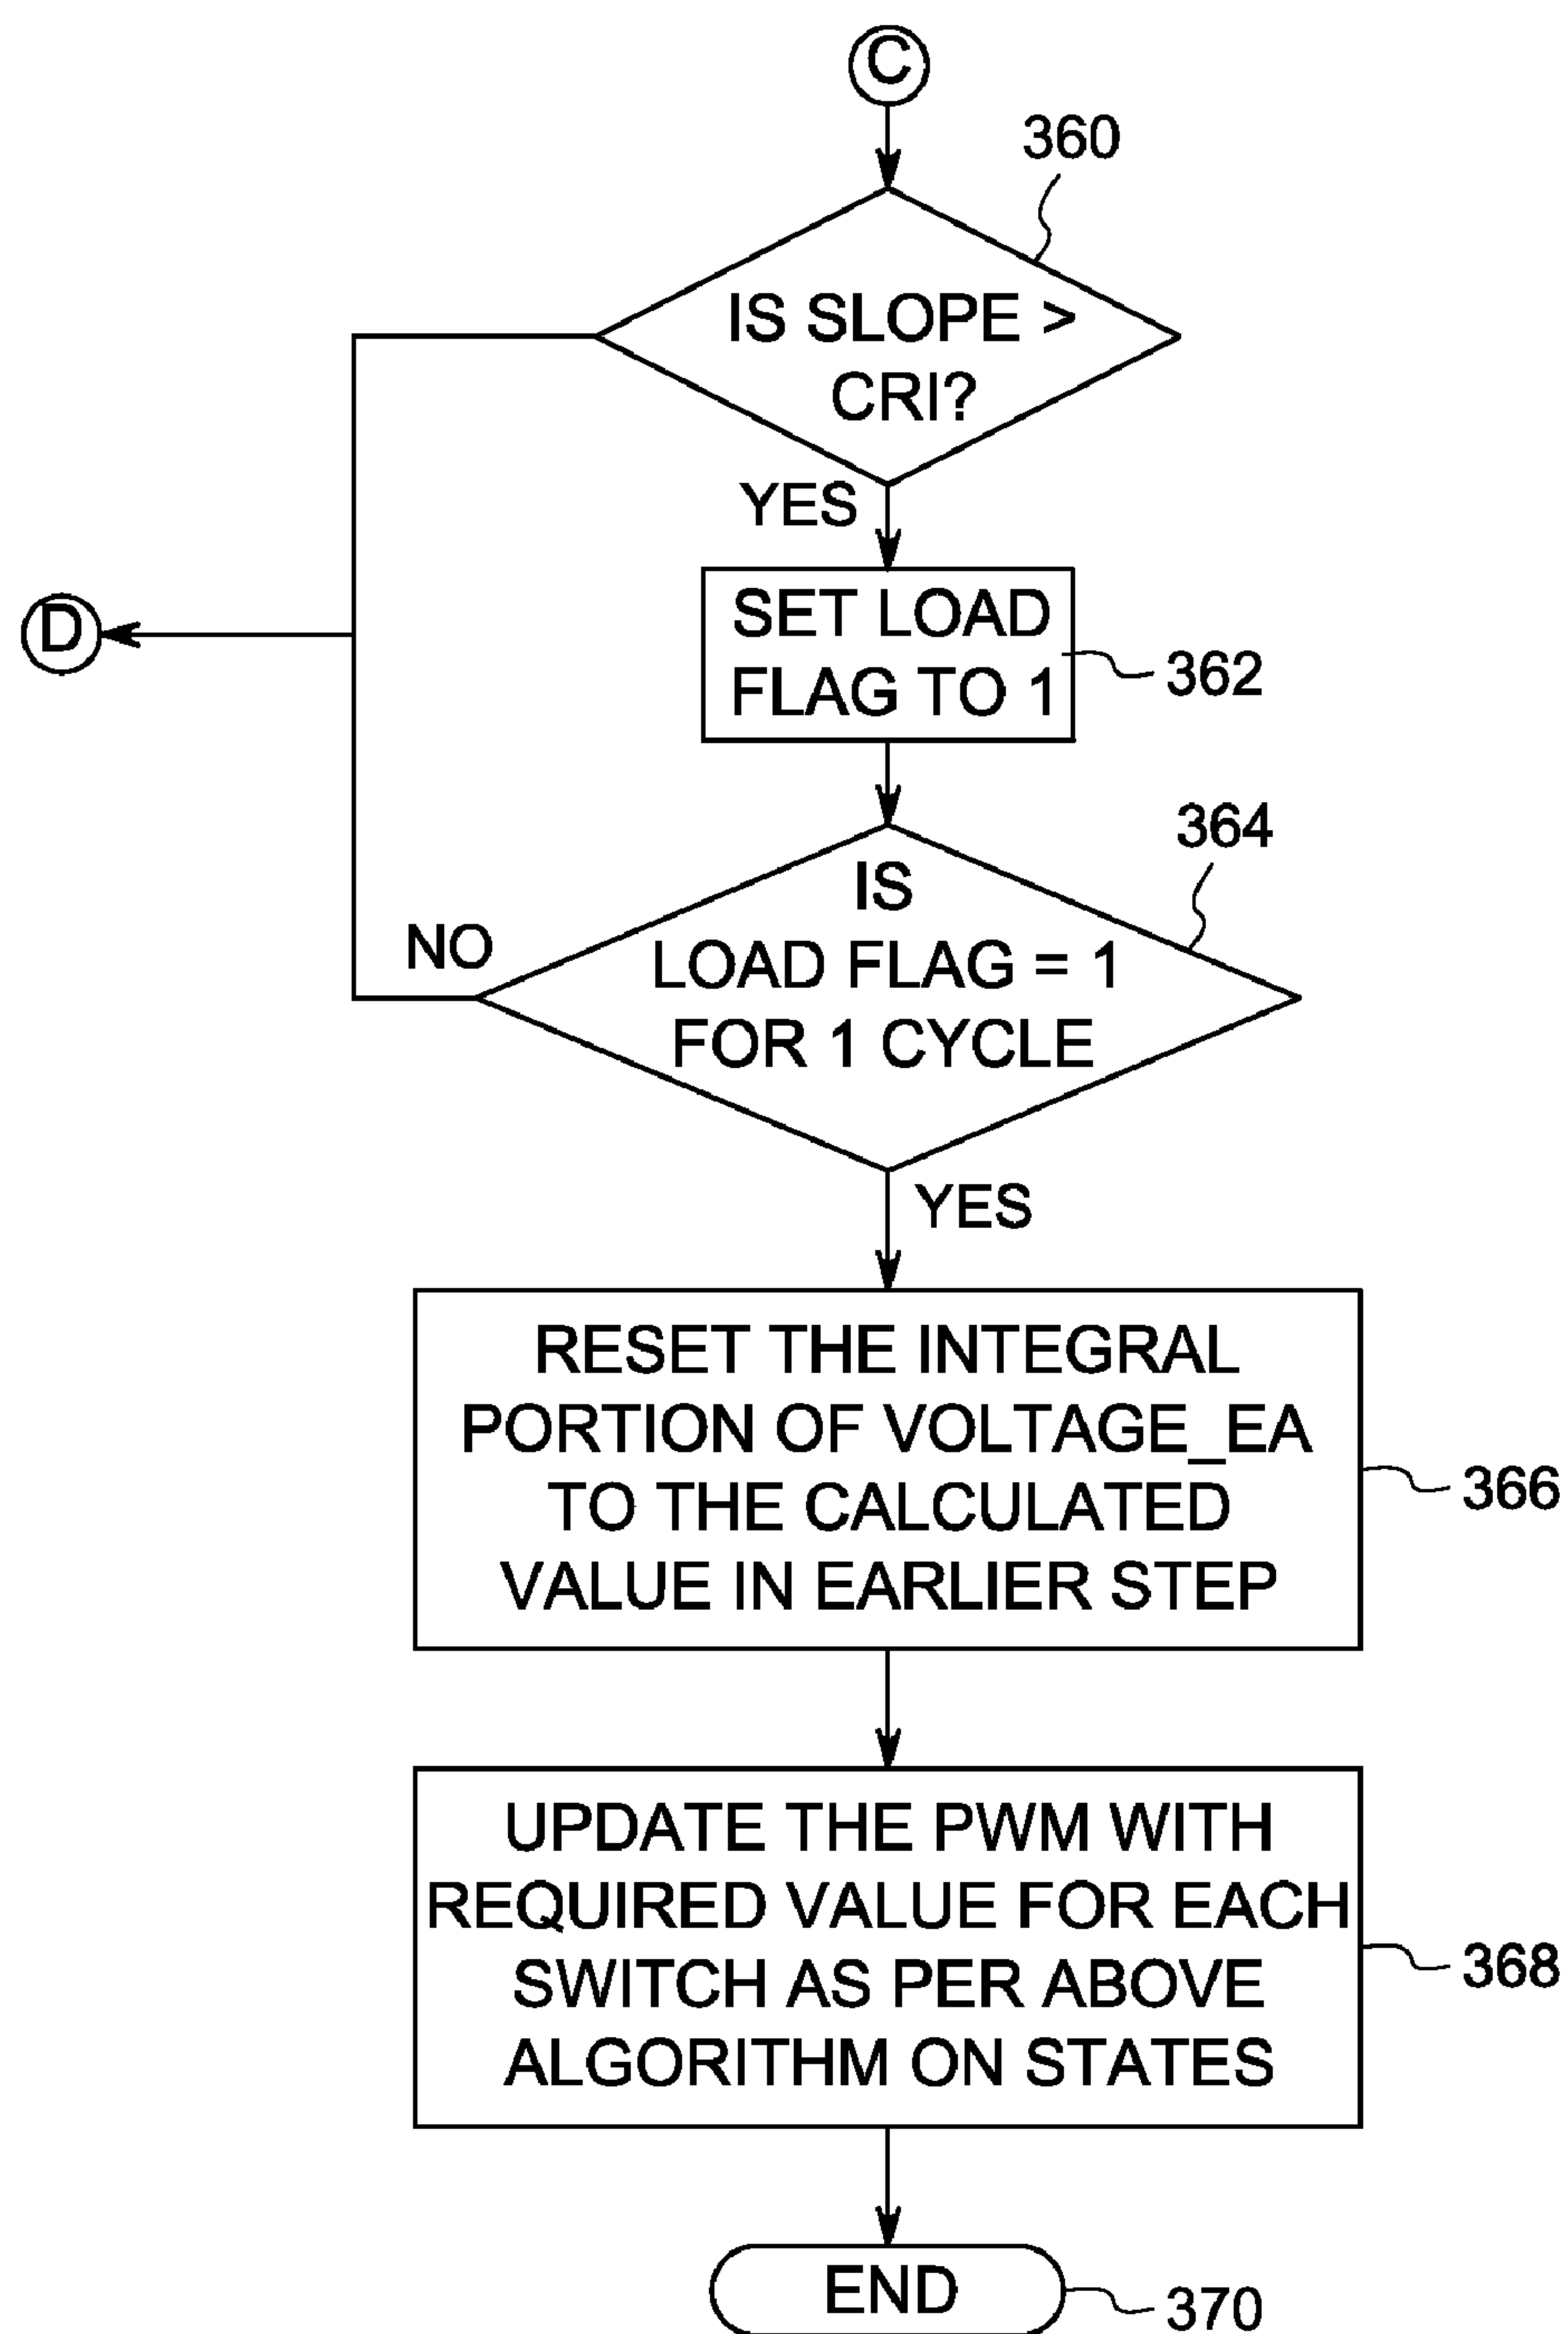 C
360
IS SLOPE >
CRI?
YES
SET LOAD
FLAG TO 1
362
D
364
IS
LOAD FLAG = 1
FOR 1 CYCLE
NO
YES
RESET THE INTEGRAL
PORTION OF VOLTAGE_EA
TO THE CALCULATED
VALUE IN EARLIER STEP
366
UPDATE THE PWM WITH
REQUIRED VALUE FOR EACH
SWITCH AS PER ABOVE
ALGORITHM ON STATES
368
END
370